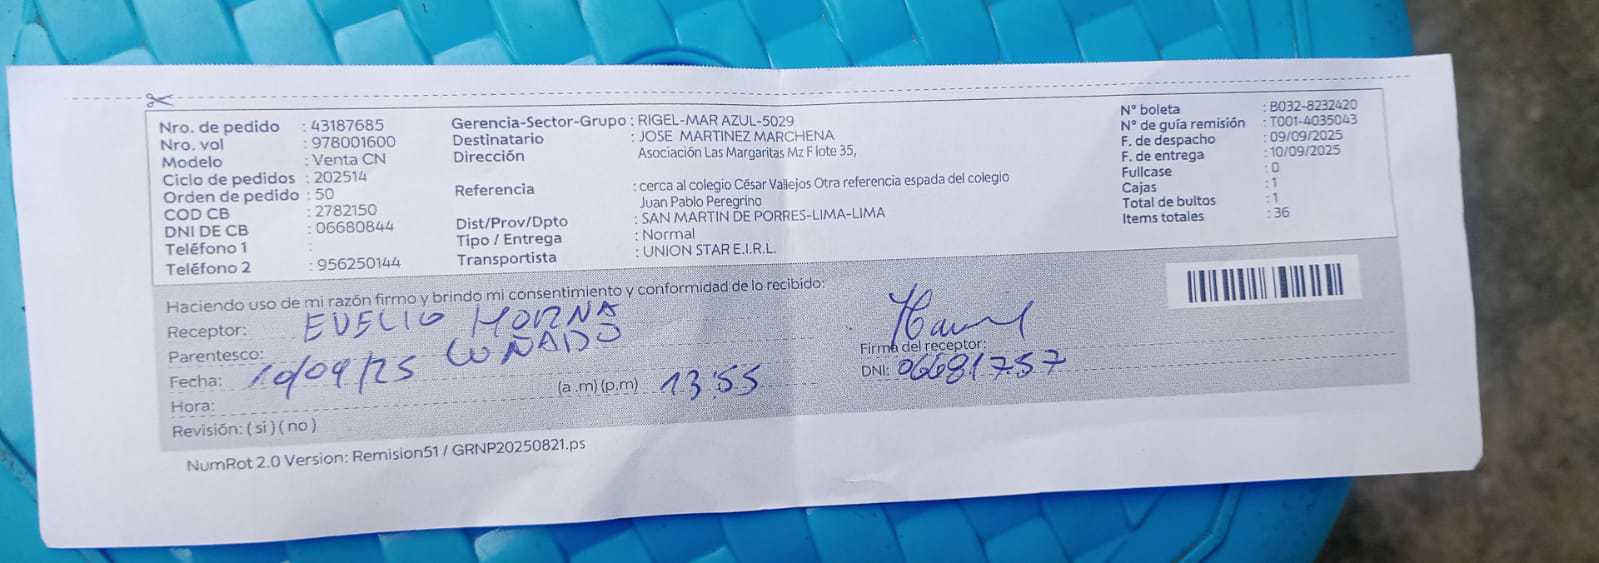 Nro. de pedido : 43187685
Nro. vol : 978001600
Modelo : Venta CN
Ciclo de pedidos : 202514
Orden de pedido : 50
COD CB : 2782150
DNI DE CB : 06680844
Teléfono 1 :
Teléfono 2 : 956250144
Gerencia-Sector-Grupo : RIGEL-MAR AZUL-5029
Destinatario : JOSE MARTINEZ MARCHENA
Dirección Asociación Las Margaritas Mz F lote 35,
Referencia : cerca al colegio César Vallejos Otra referencia espada del colegio
Juan Pablo Peregrino
Dist/Prov/Dpto : SAN MARTIN DE PORRES-LIMA-LIMA
Tipo / Entrega : Normal
Transportista : UNION STAR E.I.R.L.
N° boleta : B032-8232420
N° de guía remisión : T001-4035043
F. de despacho : 09/09/2025
F. de entrega : 10/09/2025
Fullcase : 0
Cajas : 1
Total de bultos : 1
Items totales : 36
Haciendo uso de mi razón firmo y brindo mi consentimiento y conformidad de lo recibido:
Receptor: EVELIO HORNA
Parentesco: CUÑADO
Fecha: 10/09/25
(a .m) (p.m) 13.55
Hora:
Revisión: ( si ) ( no )
Firma del receptor:
DNI: 06681757
NumRot 2.0 Version: Remision51 / GRNP20250821.ps